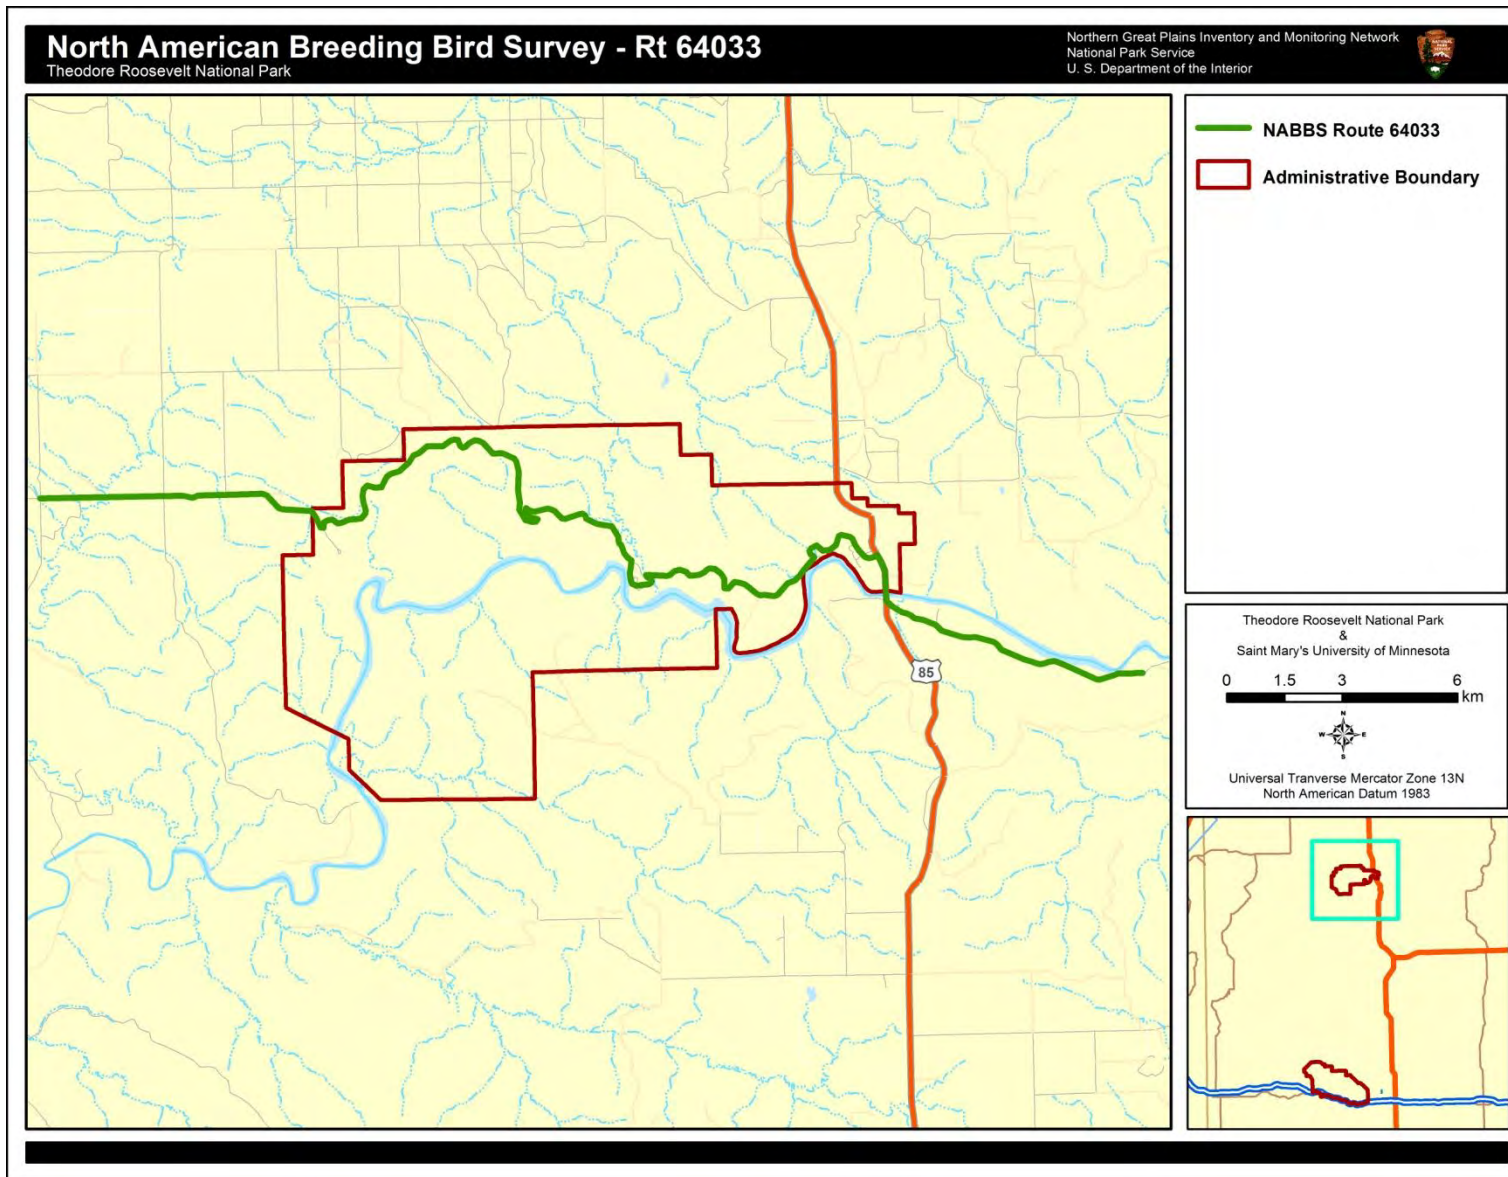 North American Breeding Bird Survey - Rt 64033
Theodore Roosevelt National Park
Northern Great Plains Inventory and Monitoring Network
National Park Service
U. S. Department of the Interior
NABBS Route 64033
Administrative Boundary
85
Theodore Roosevelt National Park
&
Saint Mary's University of Minnesota
0 1.5 3 6
km
N
W E
S
Universal Tranverse Mercator Zone 13N
North American Datum 1983